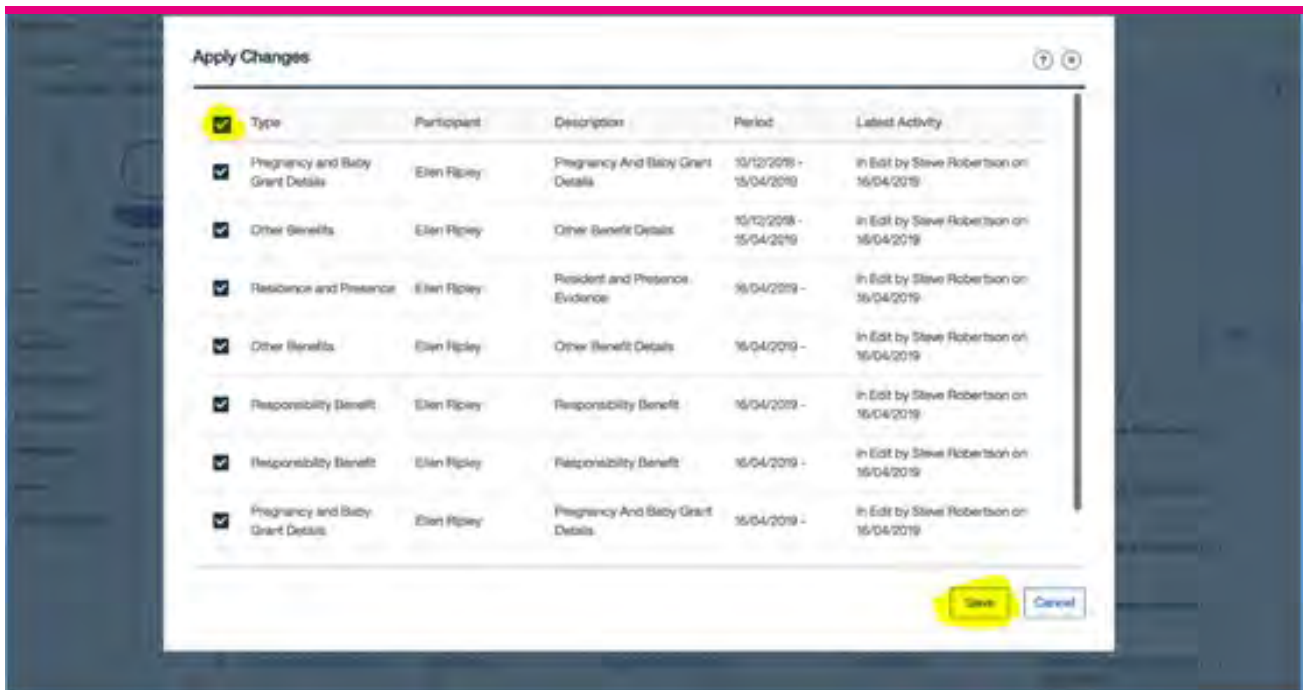 Apply Changes
Type Participant Description Period Latest Activity
Pregnancy and Baby Grant Details Ellen Ripley Pregnancy And Baby Grant Details 10/12/2018 - 15/04/2019 In Edit by Steve Robertson on 16/04/2019
Other Benefits Ellen Ripley Other Benefit Details 10/12/2018 - 15/04/2019 In Edit by Steve Robertson on 16/04/2019
Residence and Presence Ellen Ripley Resident and Presence Evidence 16/04/2019 - In Edit by Steve Robertson on 16/04/2019
Other Benefits Ellen Ripley Other Benefit Details 16/04/2019 - In Edit by Steve Robertson on 16/04/2019
Responsibility Benefit Ellen Ripley Responsibility Benefit 16/04/2019 - In Edit by Steve Robertson on 16/04/2019
Responsibility Benefit Ellen Ripley Responsibility Benefit 16/04/2019 - In Edit by Steve Robertson on 16/04/2019
Pregnancy and Baby Grant Details Ellen Ripley Pregnancy And Baby Grant Details 16/04/2019 - In Edit by Steve Robertson on 16/04/2019
Save Cancel